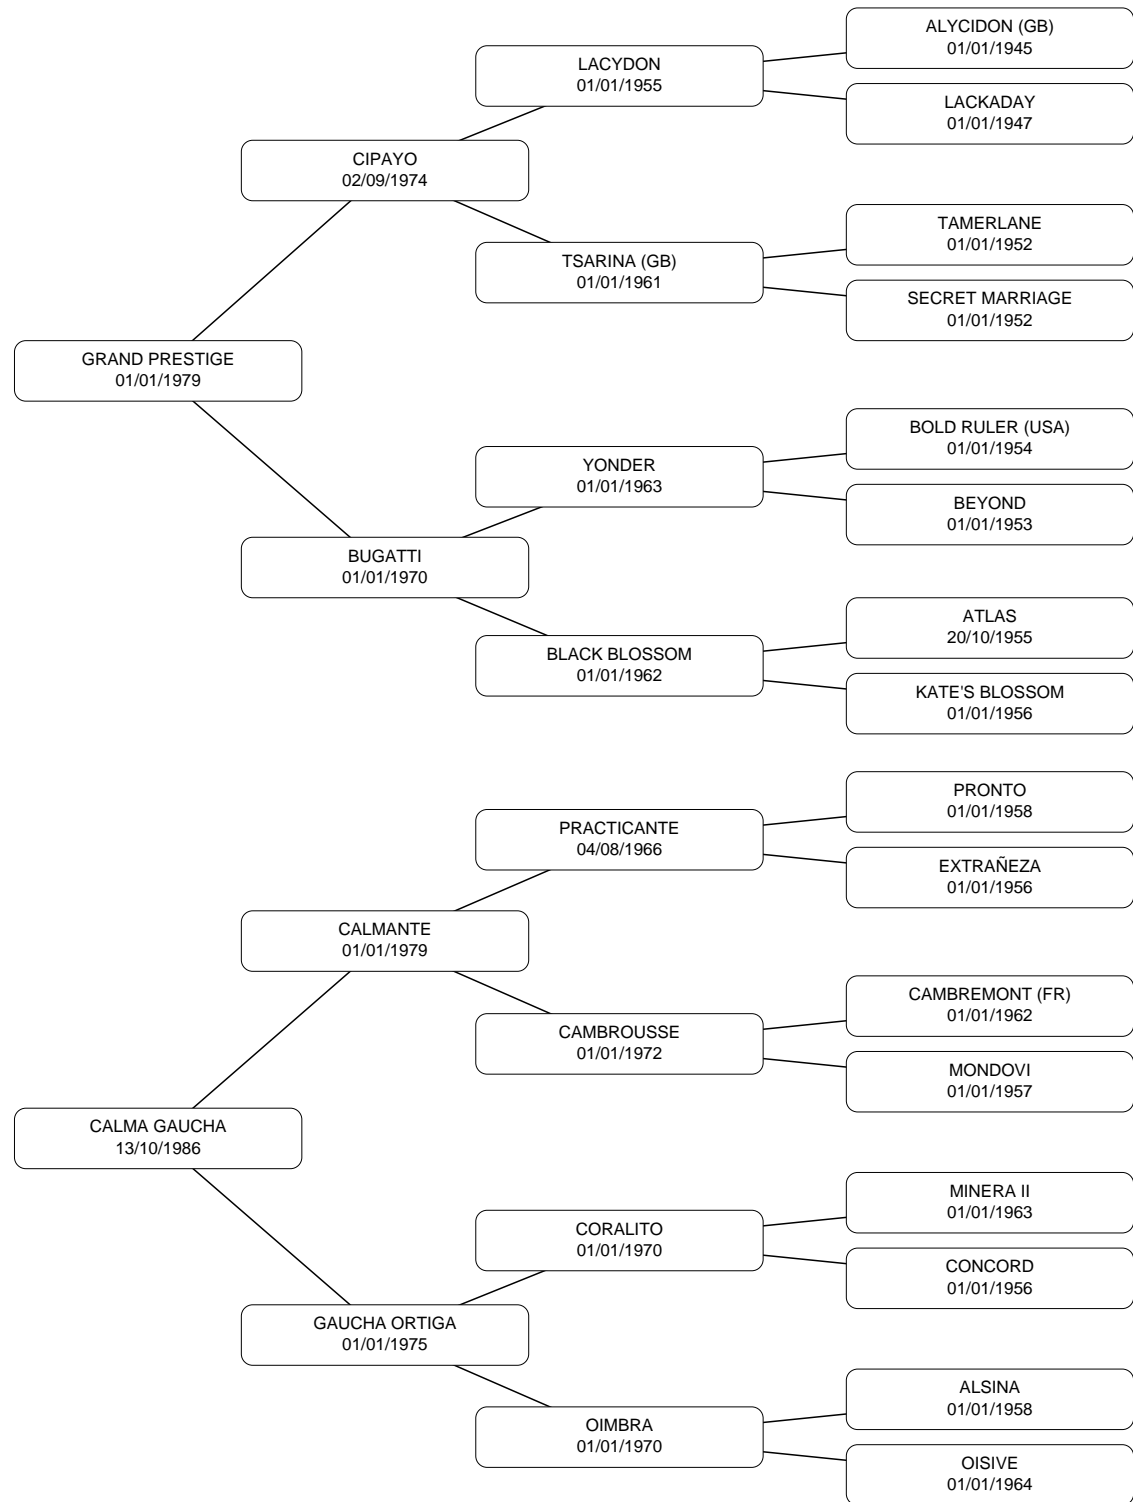 ALYCIDON (GB)
01/01/1945
LACYDON
01/01/1955
LACKADAY
01/01/1947
CIPAYO
02/09/1974
TAMERLANE
01/01/1952
TSARINA (GB)
01/01/1961
SECRET MARRIAGE
01/01/1952
GRAND PRESTIGE
01/01/1979
BOLD RULER (USA)
01/01/1954
YONDER
01/01/1963
BEYOND
01/01/1953
BUGATTI
01/01/1970
ATLAS
20/10/1955
BLACK BLOSSOM
01/01/1962
KATE'S BLOSSOM
01/01/1956
PRONTO
01/01/1958
PRACTICANTE
04/08/1966
EXTRAÑEZA
01/01/1956
CALMANTE
01/01/1979
CAMBREMONT (FR)
01/01/1962
CAMBROUSSE
01/01/1972
MONDOVI
01/01/1957
CALMA GAUCHA
13/10/1986
MINERA II
01/01/1963
CORALITO
01/01/1970
CONCORD
01/01/1956
GAUCHA ORTIGA
01/01/1975
ALSINA
01/01/1958
OIMBRA
01/01/1970
OISIVE
01/01/1964